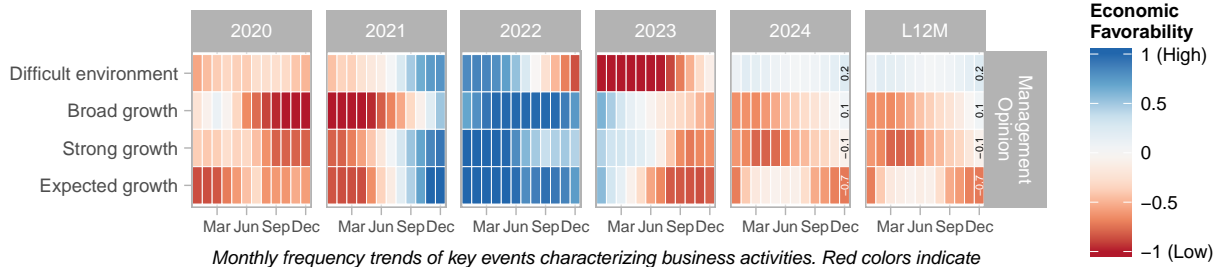 Economic
Favorability
2020 2021 2022 2023 2024 L12M
1 (High)
Difficult environment 0.2 0.2
Broad growth 0.1 0.1
0.5
Management
Opinion
Strong growth −0.1 −0.1
0
Expected growth −0.7 −0.7
−0.5
Mar Jun Sep Dec Mar Jun Sep Dec Mar Jun Sep Dec Mar Jun Sep Dec Mar Jun Sep Dec Mar Jun Sep Dec
−1 (Low)
Monthly frequency trends of key events characterizing business activities. Red colors indicate